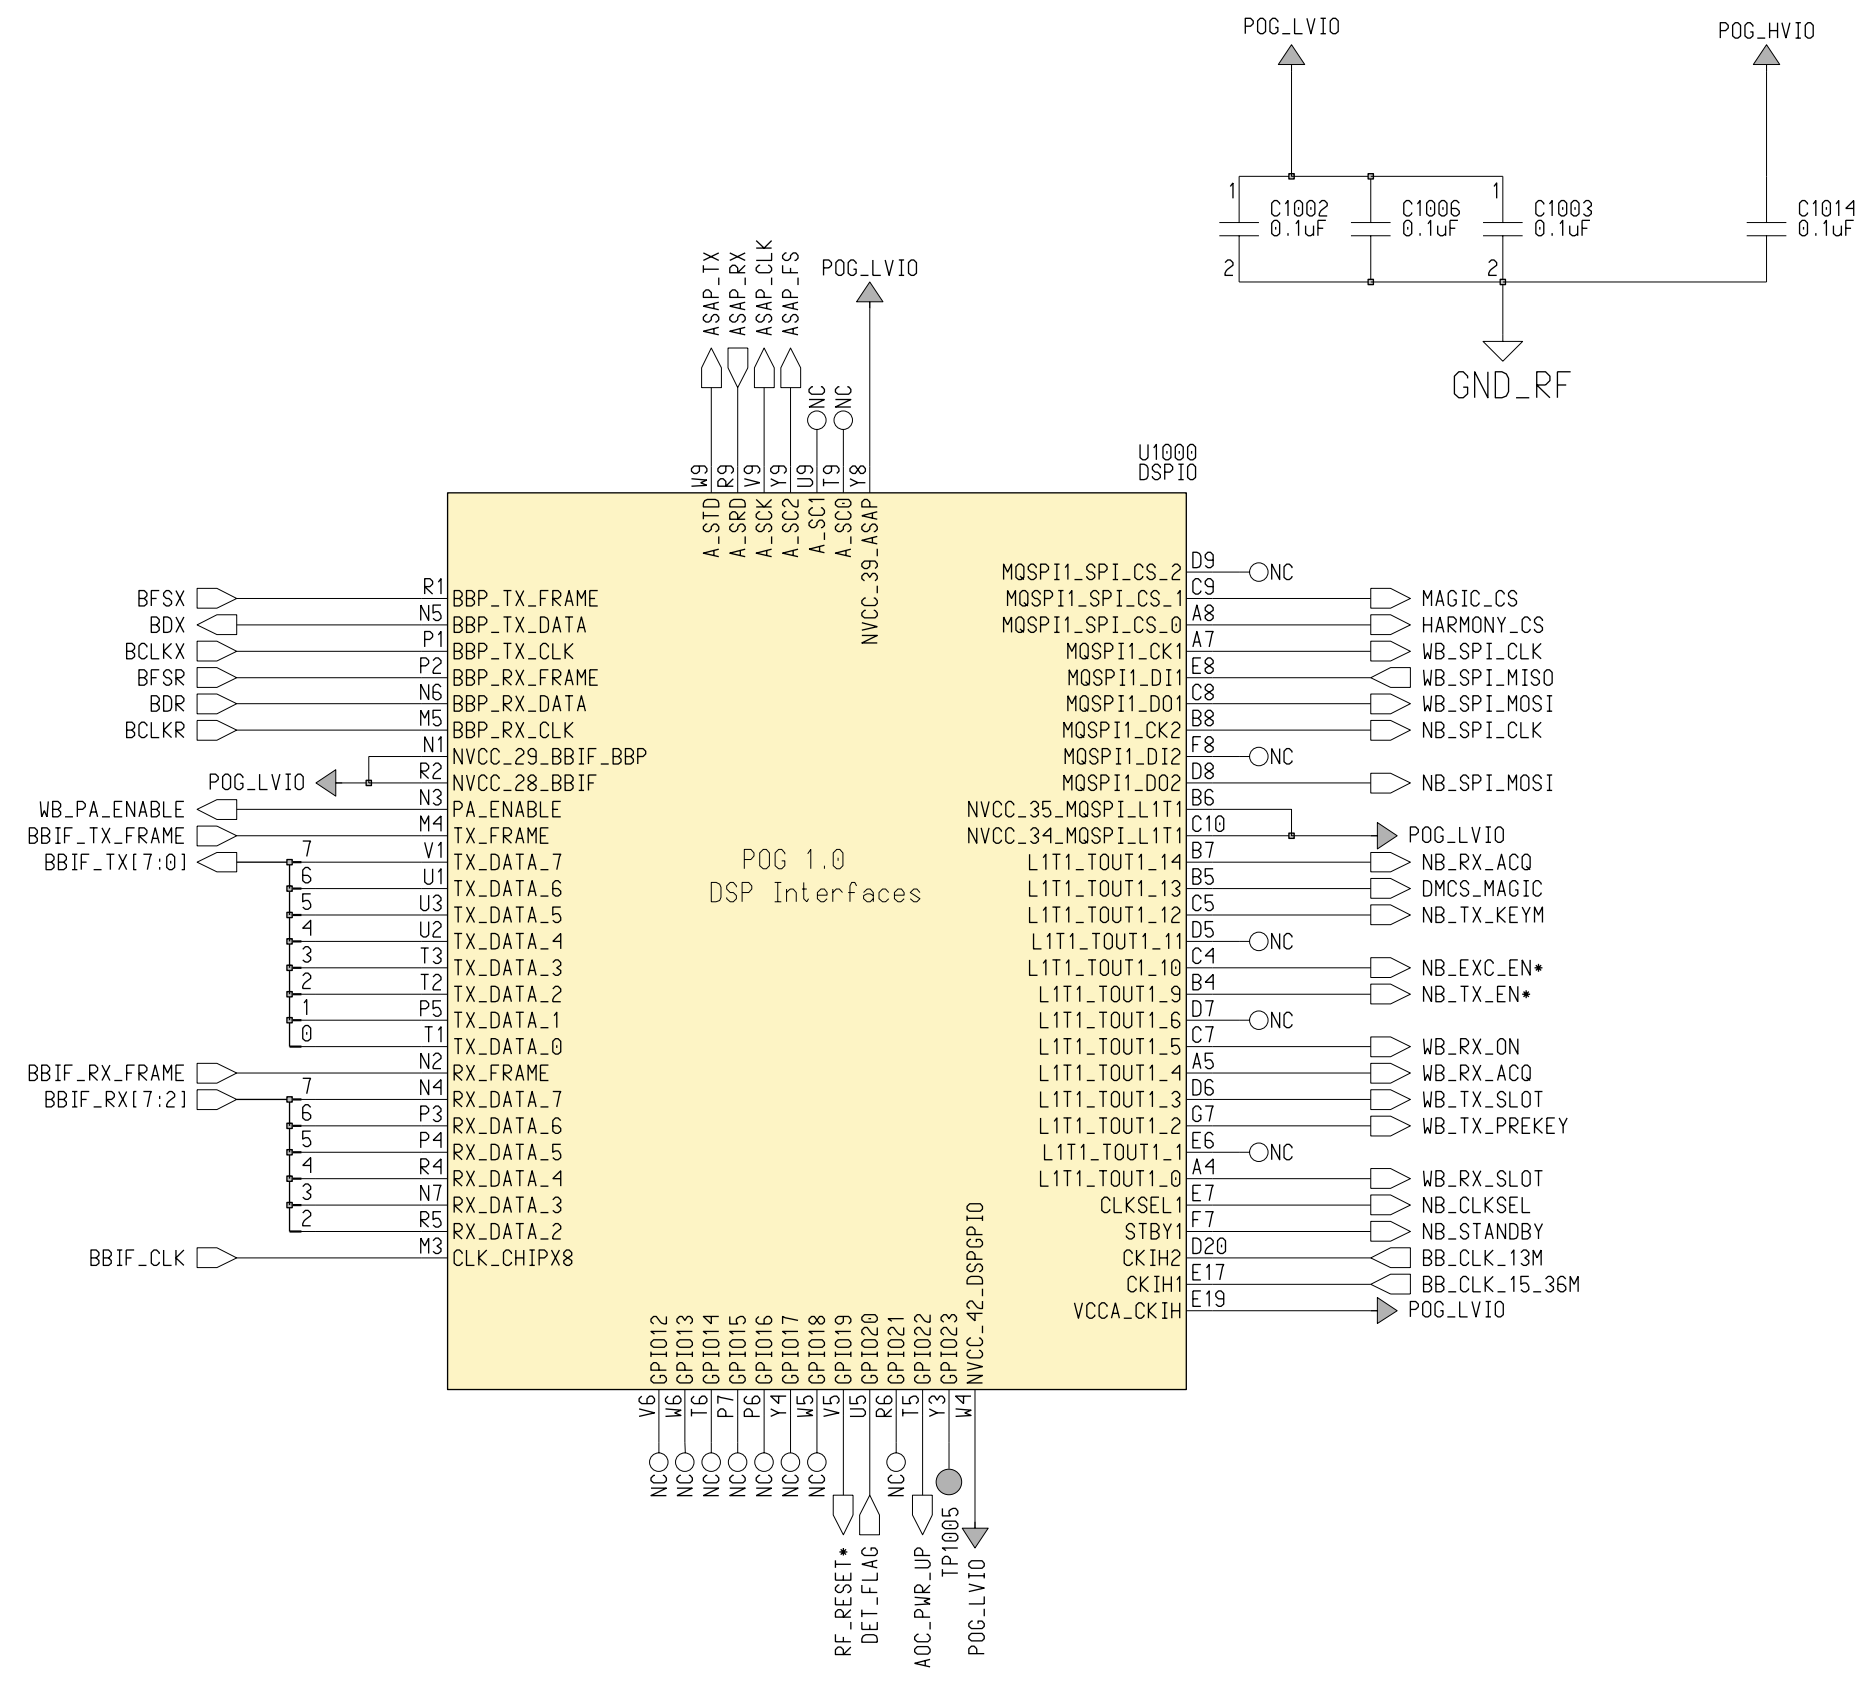 POG_LVIO
POG_HVIO
1
C1002
0.1uF
2
C1006
0.1uF
1
C1003
0.1uF
2
C1014
0.1uF
GND_RF
ASAP_TX
ASAP_RX
ASAP_CLK
ASAP_FS
NC
NC
POG_LVIO
W9
R9
V9
Y9
U9
T9
Y8
A_STD
A_SRD
A_SCK
A_SC2
A_SC1
A_SC0
NVCC_39_ASAP
U1000
DSPIO
POG 1.0
DSP Interfaces
BFSX R1 BBP_TX_FRAME
BDX N5 BBP_TX_DATA
BCLKX P1 BBP_TX_CLK
BFSR P2 BBP_RX_FRAME
BDR N6 BBP_RX_DATA
BCLKR M5 BBP_RX_CLK
N1 NVCC_29_BBIF_BBP
POG_LVIO R2 NVCC_28_BBIF
WB_PA_ENABLE N3 PA_ENABLE
BBIF_TX_FRAME M4 TX_FRAME
BBIF_TX[7:0] 7 V1 TX_DATA_7
6 U1 TX_DATA_6
5 U3 TX_DATA_5
4 U2 TX_DATA_4
3 T3 TX_DATA_3
2 T2 TX_DATA_2
1 P5 TX_DATA_1
0 T1 TX_DATA_0
BBIF_RX_FRAME N2 RX_FRAME
BBIF_RX[7:2] 7 N4 RX_DATA_7
6 P3 RX_DATA_6
5 P4 RX_DATA_5
4 R4 RX_DATA_4
3 N7 RX_DATA_3
2 R5 RX_DATA_2
BBIF_CLK M3 CLK_CHIPX8
MQSPI1_SPI_CS_2 D9 NC
MQSPI1_SPI_CS_1 C9 MAGIC_CS
MQSPI1_SPI_CS_0 A8 HARMONY_CS
MQSPI1_CK1 A7 WB_SPI_CLK
MQSPI1_DI1 E8 WB_SPI_MISO
MQSPI1_DO1 C8 WB_SPI_MOSI
MQSPI1_CK2 B8 NB_SPI_CLK
MQSPI1_DI2 F8 NC
MQSPI1_DO2 D8 NB_SPI_MOSI
NVCC_35_MQSPI_L1T1 B6
NVCC_34_MQSPI_L1T1 C10 POG_LVIO
L1T1_TOUT1_14 B7 NB_RX_ACQ
L1T1_TOUT1_13 B5 DMCS_MAGIC
L1T1_TOUT1_12 C5 NB_TX_KEYM
L1T1_TOUT1_11 D5 NC
L1T1_TOUT1_10 C4 NB_EXC_EN*
L1T1_TOUT1_9 B4 NB_TX_EN*
L1T1_TOUT1_6 D7 NC
L1T1_TOUT1_5 C7 WB_RX_ON
L1T1_TOUT1_4 A5 WB_RX_ACQ
L1T1_TOUT1_3 D6 WB_TX_SLOT
L1T1_TOUT1_2 G7 WB_TX_PREKEY
L1T1_TOUT1_1 E6 NC
L1T1_TOUT1_0 A4 WB_RX_SLOT
CLKSEL1 E7 NB_CLKSEL
STBY1 F7 NB_STANDBY
CKIH2 D20 BB_CLK_13M
CKIH1 E17 BB_CLK_15_36M
VCCA_CKIH E19 POG_LVIO
GPIO12
GPIO13
GPIO14
GPIO15
GPIO16
GPIO17
GPIO18
GPIO19
GPIO20
GPIO21
GPIO22
GPIO23
NVCC_42_DSPGPIO
V6
W6
T6
P7
P6
Y4
W5
V5
U5
R6
T5
Y3
W4
NC
NC
NC
NC
NC
NC
NC
RF_RESET*
DET_FLAG
NC
AOC_PWR_UP
TP1005
POG_LVIO